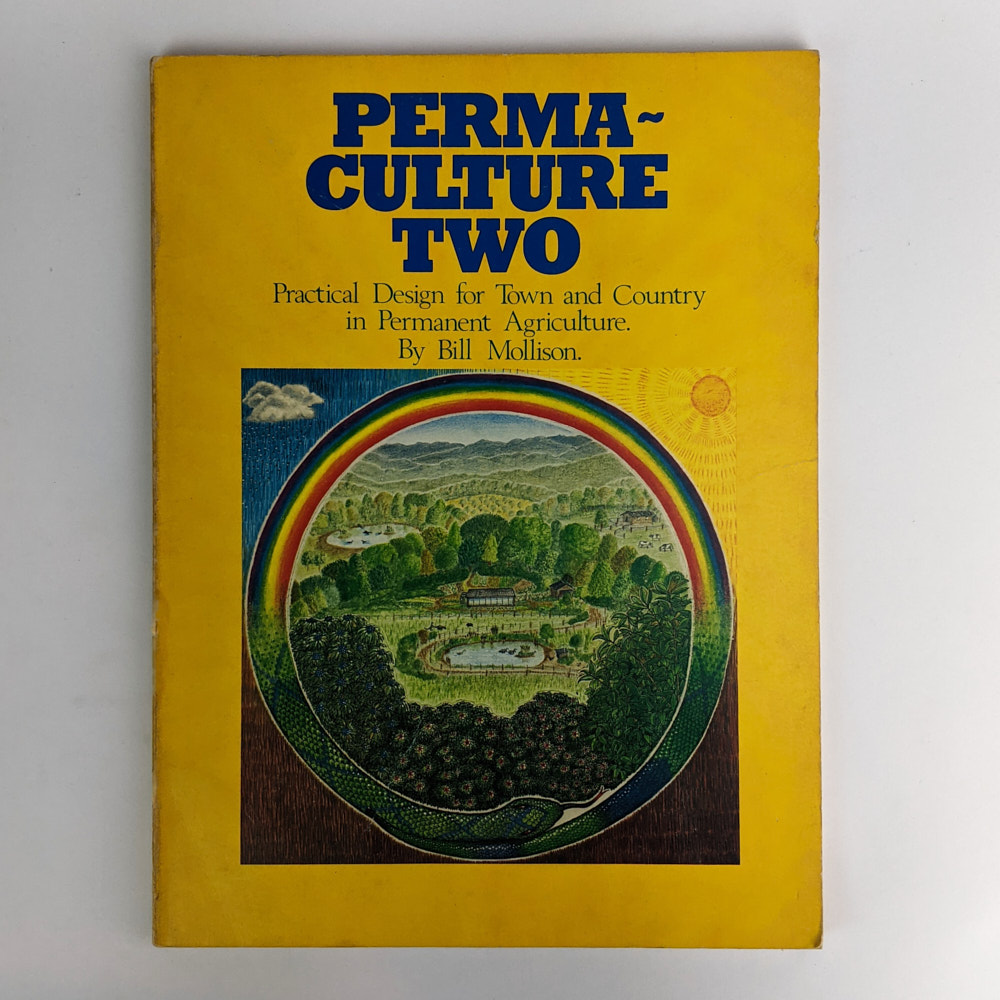 PERMA~
CULTURE
TWO
Practical Design for Town and Country
in Permanent Agriculture.
By Bill Mollison.